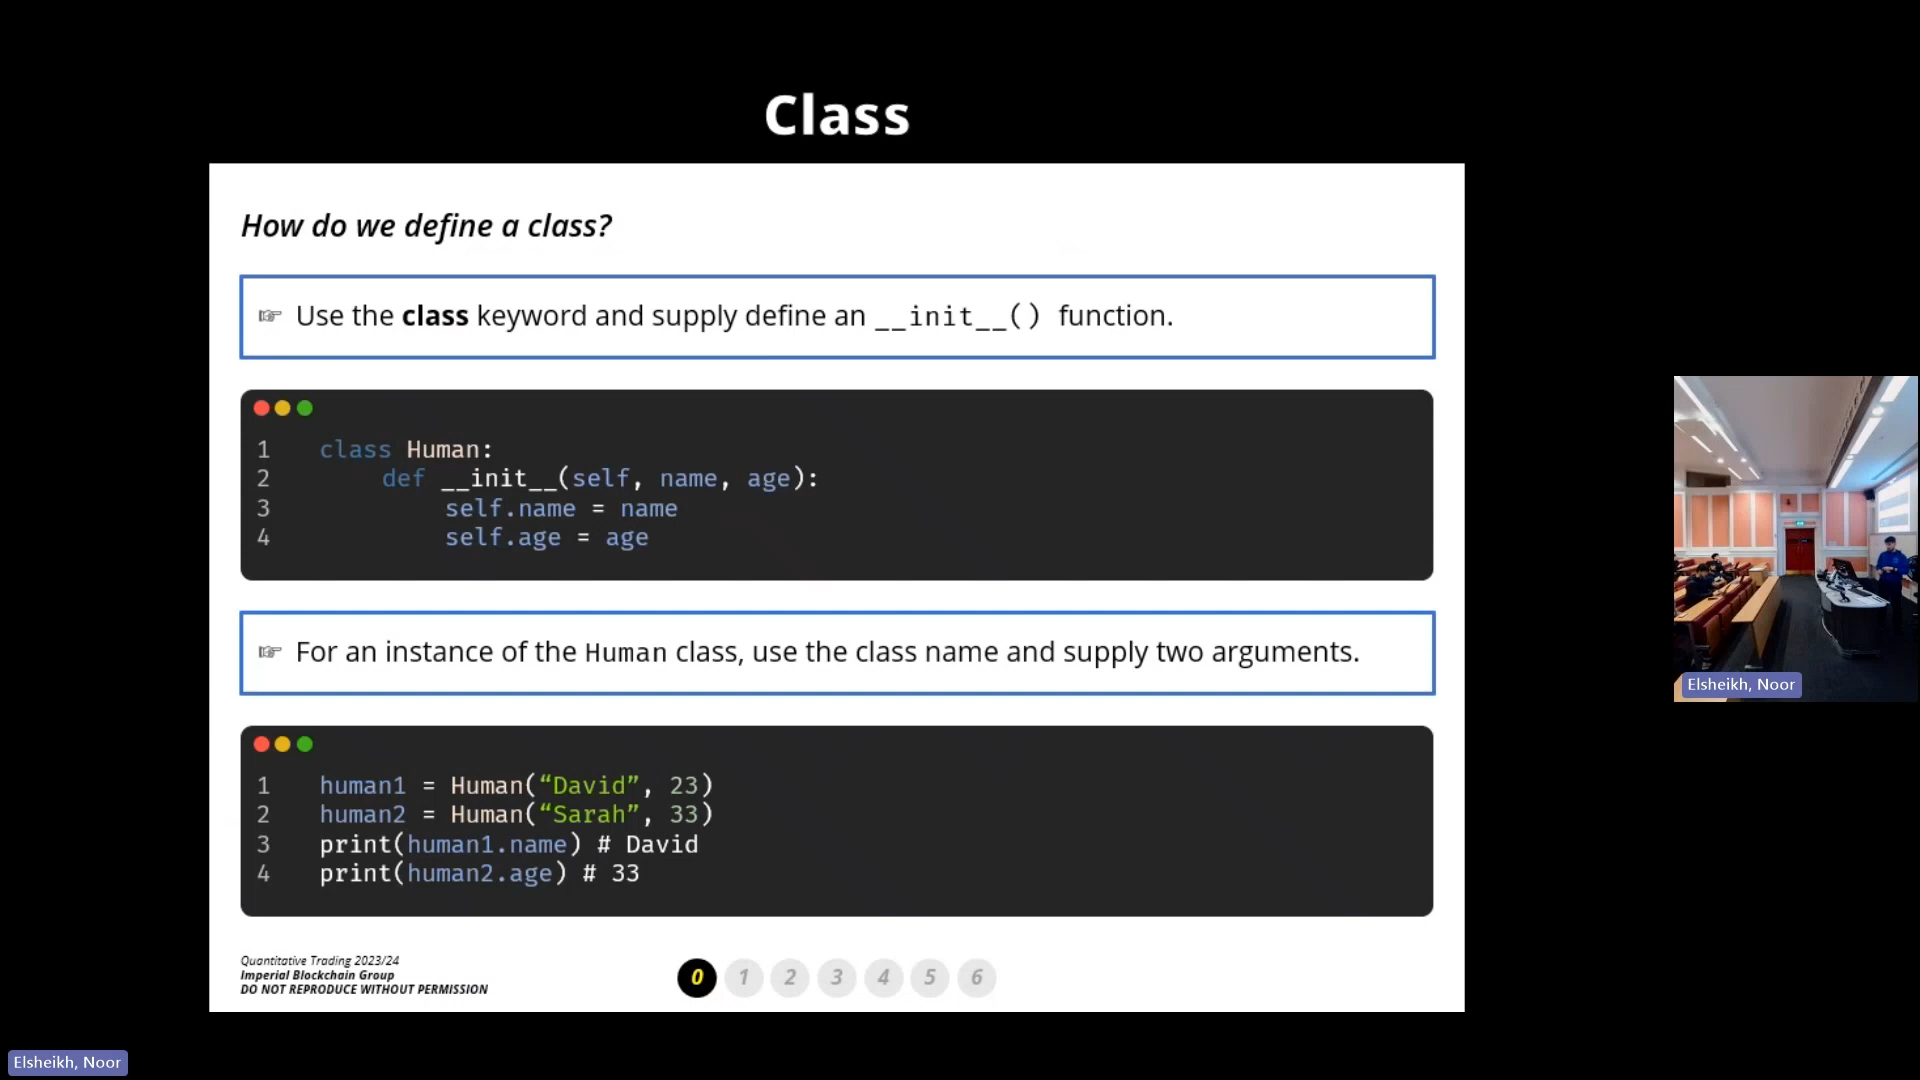 Class
How do we define a class?
☞ Use the class keyword and supply define an __init__() function.
1 class Human:
2 def __init__(self, name, age):
3 self.name = name
4 self.age = age
☞ For an instance of the Human class, use the class name and supply two arguments.
1 human1 = Human(“David”, 23)
2 human2 = Human(“Sarah”, 33)
3 print(human1.name) # David
4 print(human2.age) # 33
Quantitative Trading 2023/24
Imperial Blockchain Group
DO NOT REPRODUCE WITHOUT PERMISSION
0 1 2 3 4 5 6
Elsheikh, Noor
Elsheikh, Noor